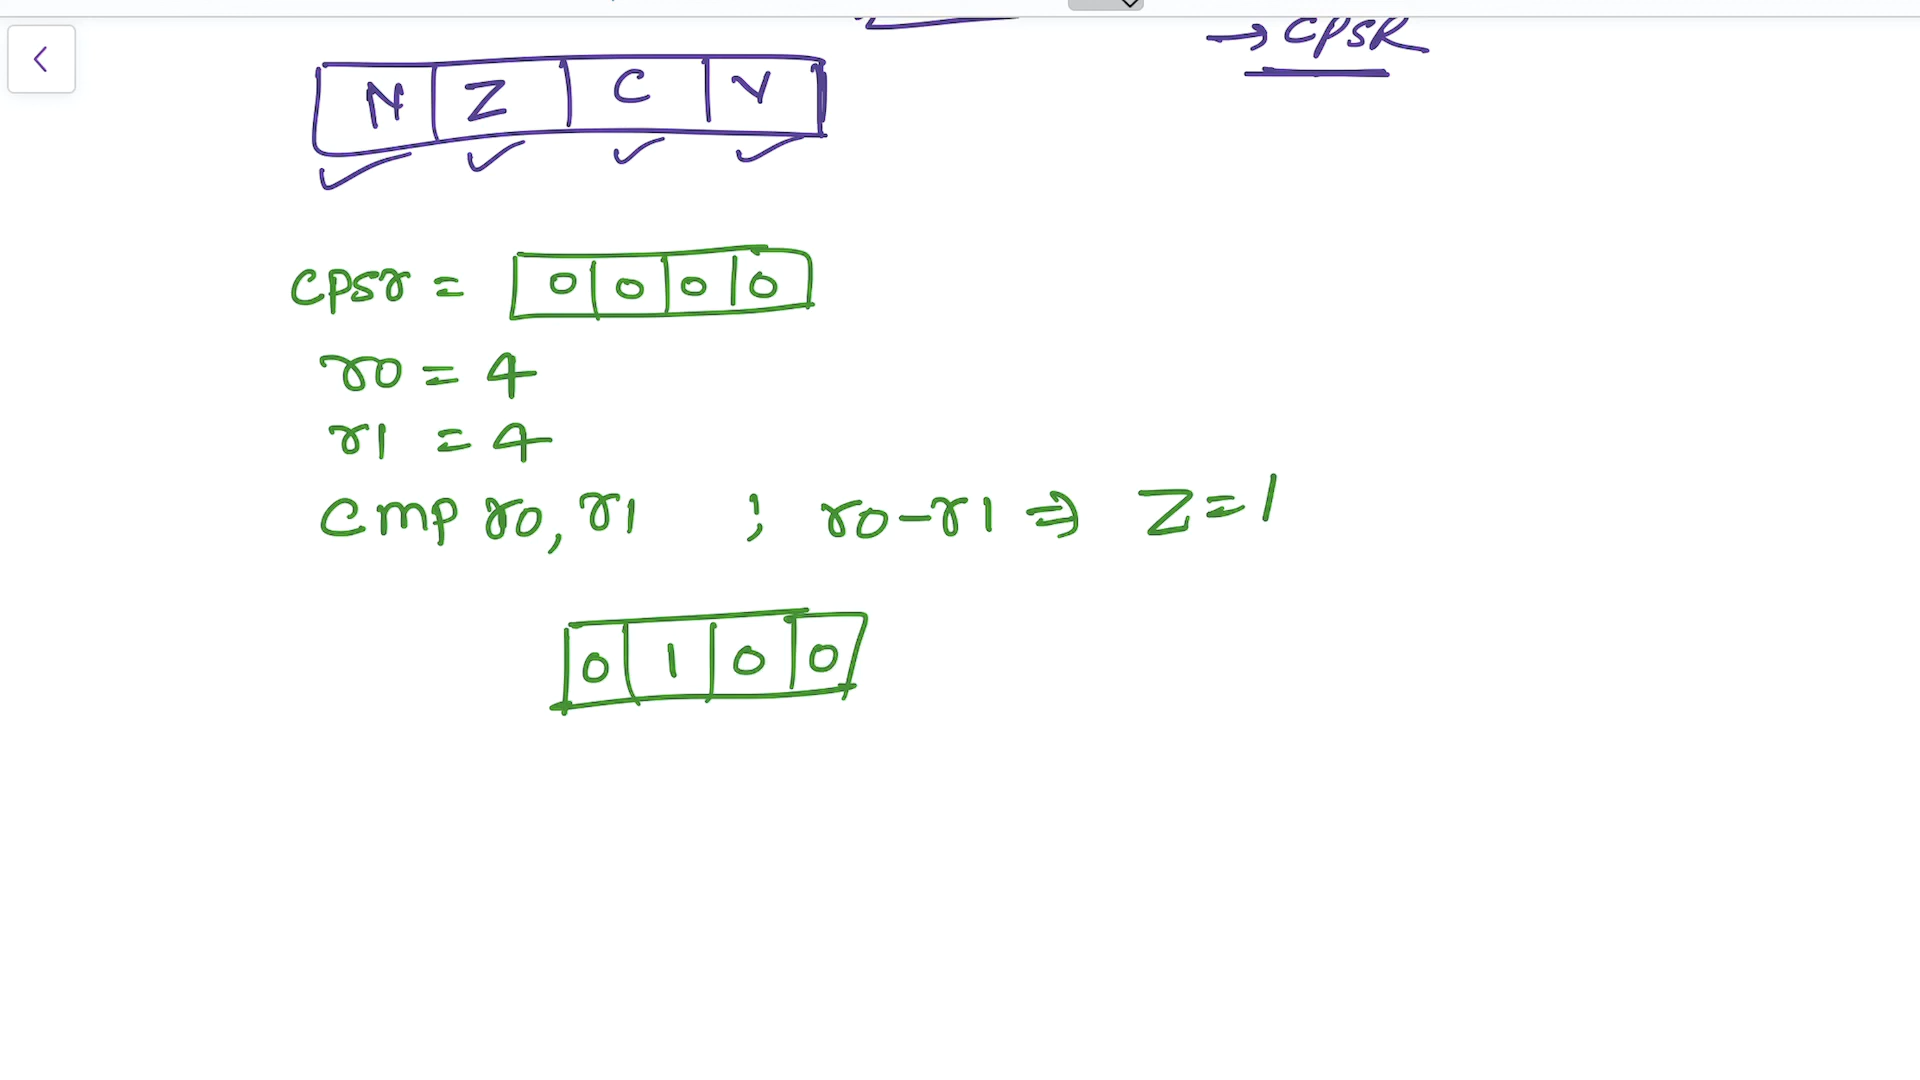 → CPSR
N Z C V
cpsr = 0 0 0 0
r0 = 4
r1 = 4
cmp r0, r1 ; r0-r1 ⇒ Z=1
0 1 0 0